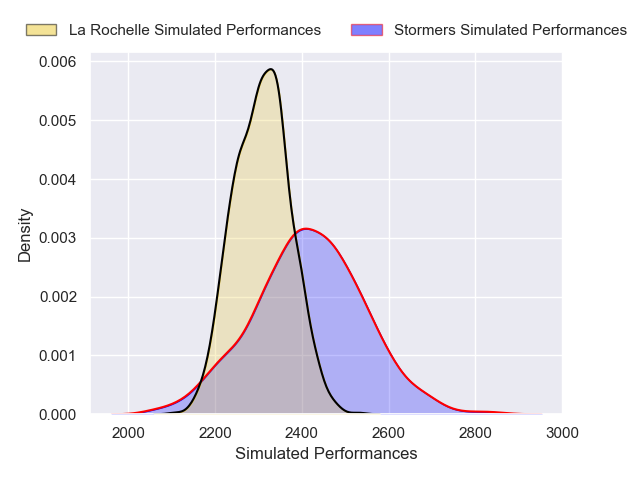 La Rochelle Simulated Performances Stormers Simulated Performances
0.006
0.005
0.004
0.003
0.002
0.001
0.000
Density
2000 2200 2400 2600 2800 3000
Simulated Performances